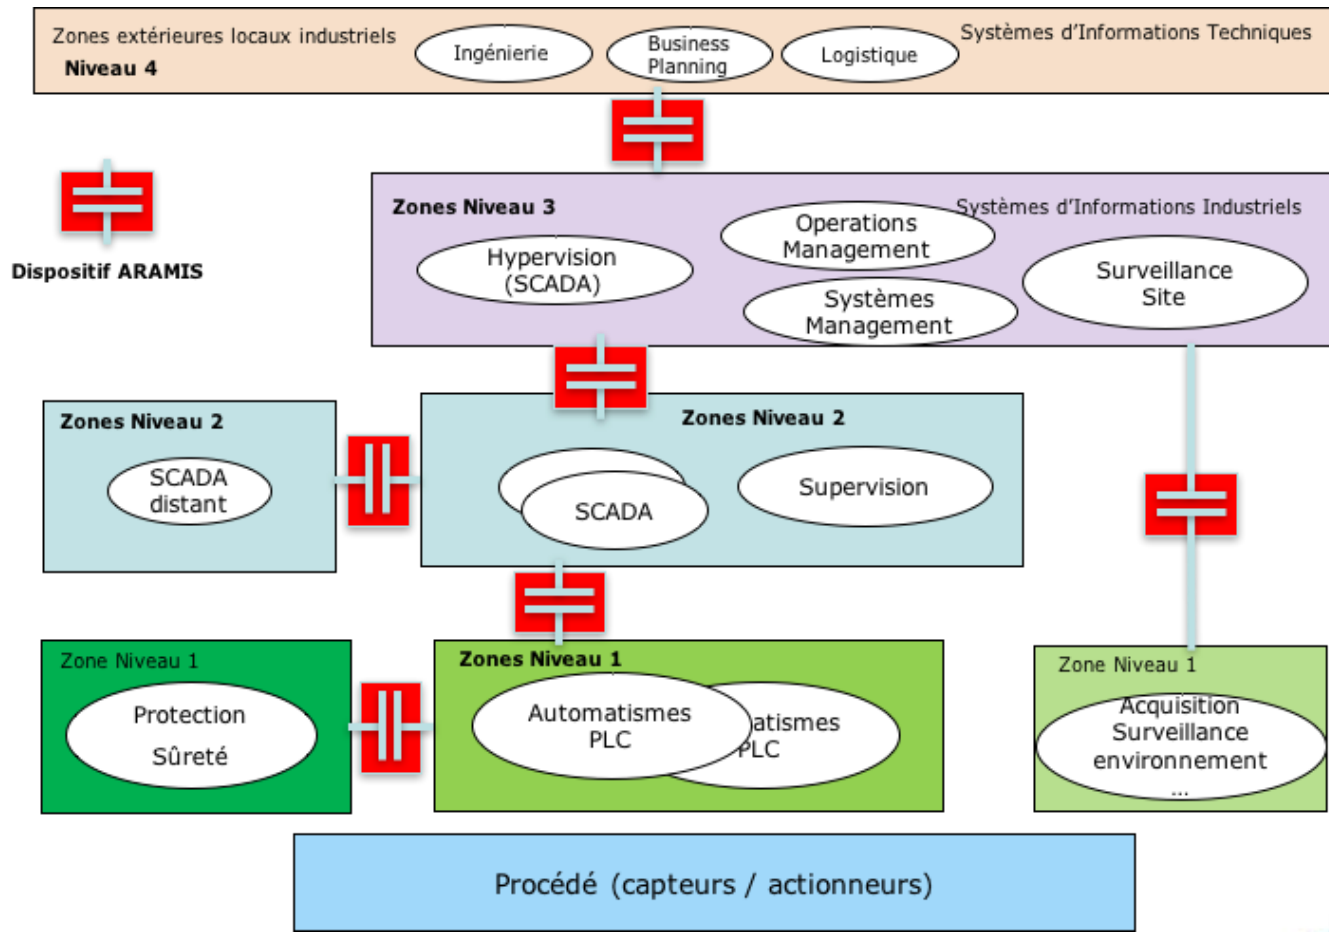 Zones extérieures locaux industriels
Niveau 4
Ingénierie
Business
Planning
Logistique
Systèmes d'Informations Techniques
Dispositif ARAMIS
Zones Niveau 3
Systèmes d'Informations Industriels
Hypervision
(SCADA)
Operations
Management
Systèmes
Management
Surveillance
Site
Zones Niveau 2
SCADA
distant
Zones Niveau 2
SCADA
Supervision
Zone Niveau 1
Protection
Sûreté
Zones Niveau 1
Automatismes
PLC
atismes
PLC
Zone Niveau 1
Acquisition
Surveillance
environnement
...
Procédé (capteurs / actionneurs)